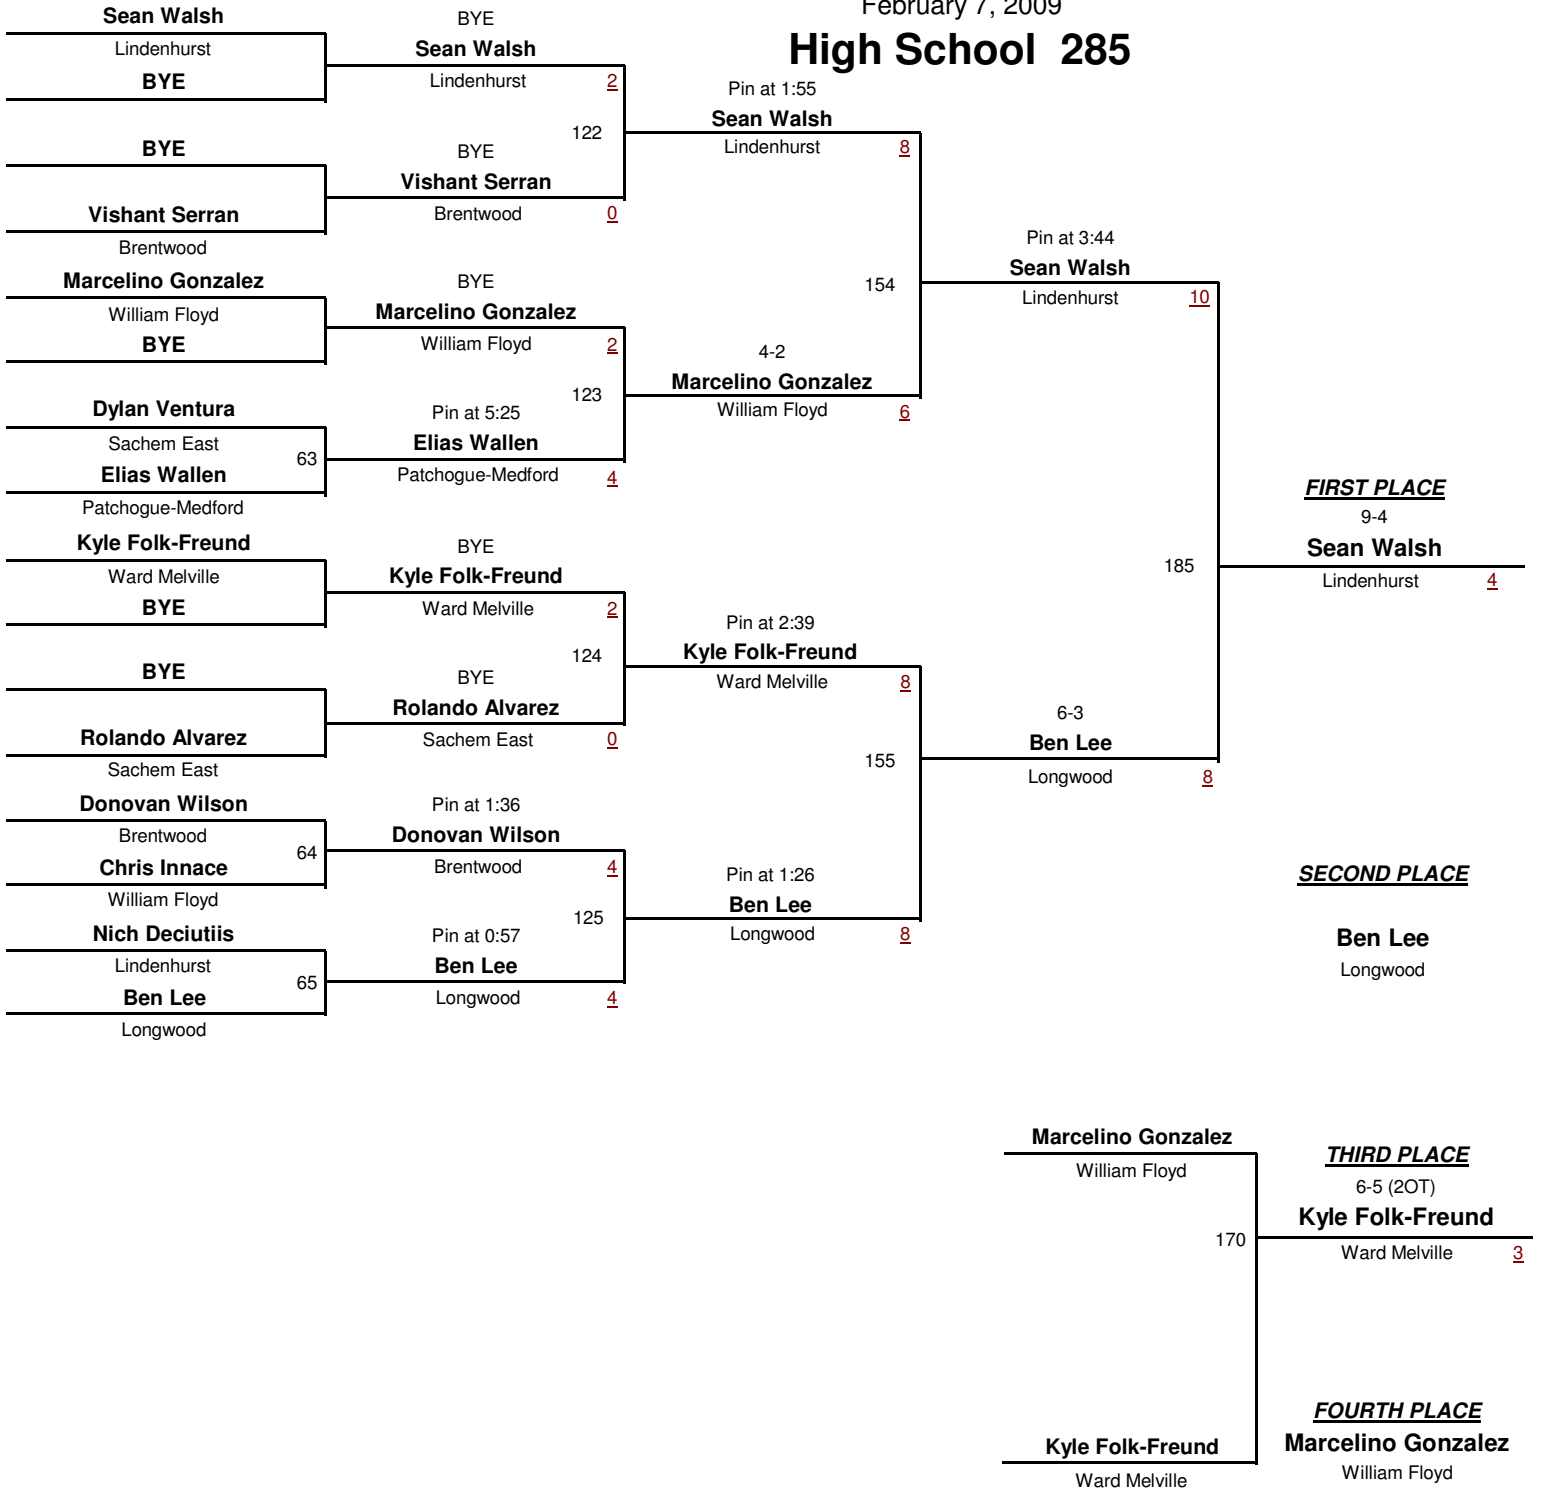 February 7, 2009
High School 285
Sean Walsh
Lindenhurst
BYE
BYE
Vishant Serran
Brentwood
Marcelino Gonzalez
William Floyd
BYE
Dylan Ventura
Sachem East
63
Elias Wallen
Patchogue-Medford
Kyle Folk-Freund
Ward Melville
BYE
BYE
Rolando Alvarez
Sachem East
Donovan Wilson
Brentwood
64
Chris Innace
William Floyd
Nich Deciutiis
Lindenhurst
65
Ben Lee
Longwood
BYE
Sean Walsh
Lindenhurst 2
122
BYE
Vishant Serran
Brentwood 0
BYE
Marcelino Gonzalez
William Floyd 2
123
Pin at 5:25
Elias Wallen
Patchogue-Medford 4
BYE
Kyle Folk-Freund
Ward Melville 2
124
BYE
Rolando Alvarez
Sachem East 0
Pin at 1:36
Donovan Wilson
Brentwood 4
125
Pin at 0:57
Ben Lee
Longwood 4
Pin at 1:55
Sean Walsh
Lindenhurst 8
154
4-2
Marcelino Gonzalez
William Floyd 6
Pin at 2:39
Kyle Folk-Freund
Ward Melville 8
155
Pin at 1:26
Ben Lee
Longwood 8
Pin at 3:44
Sean Walsh
Lindenhurst 10
185
6-3
Ben Lee
Longwood 8
FIRST PLACE
9-4
Sean Walsh
Lindenhurst 4
SECOND PLACE
Ben Lee
Longwood
Marcelino Gonzalez
William Floyd
170
Kyle Folk-Freund
Ward Melville
THIRD PLACE
6-5 (2OT)
Kyle Folk-Freund
Ward Melville 3
FOURTH PLACE
Marcelino Gonzalez
William Floyd